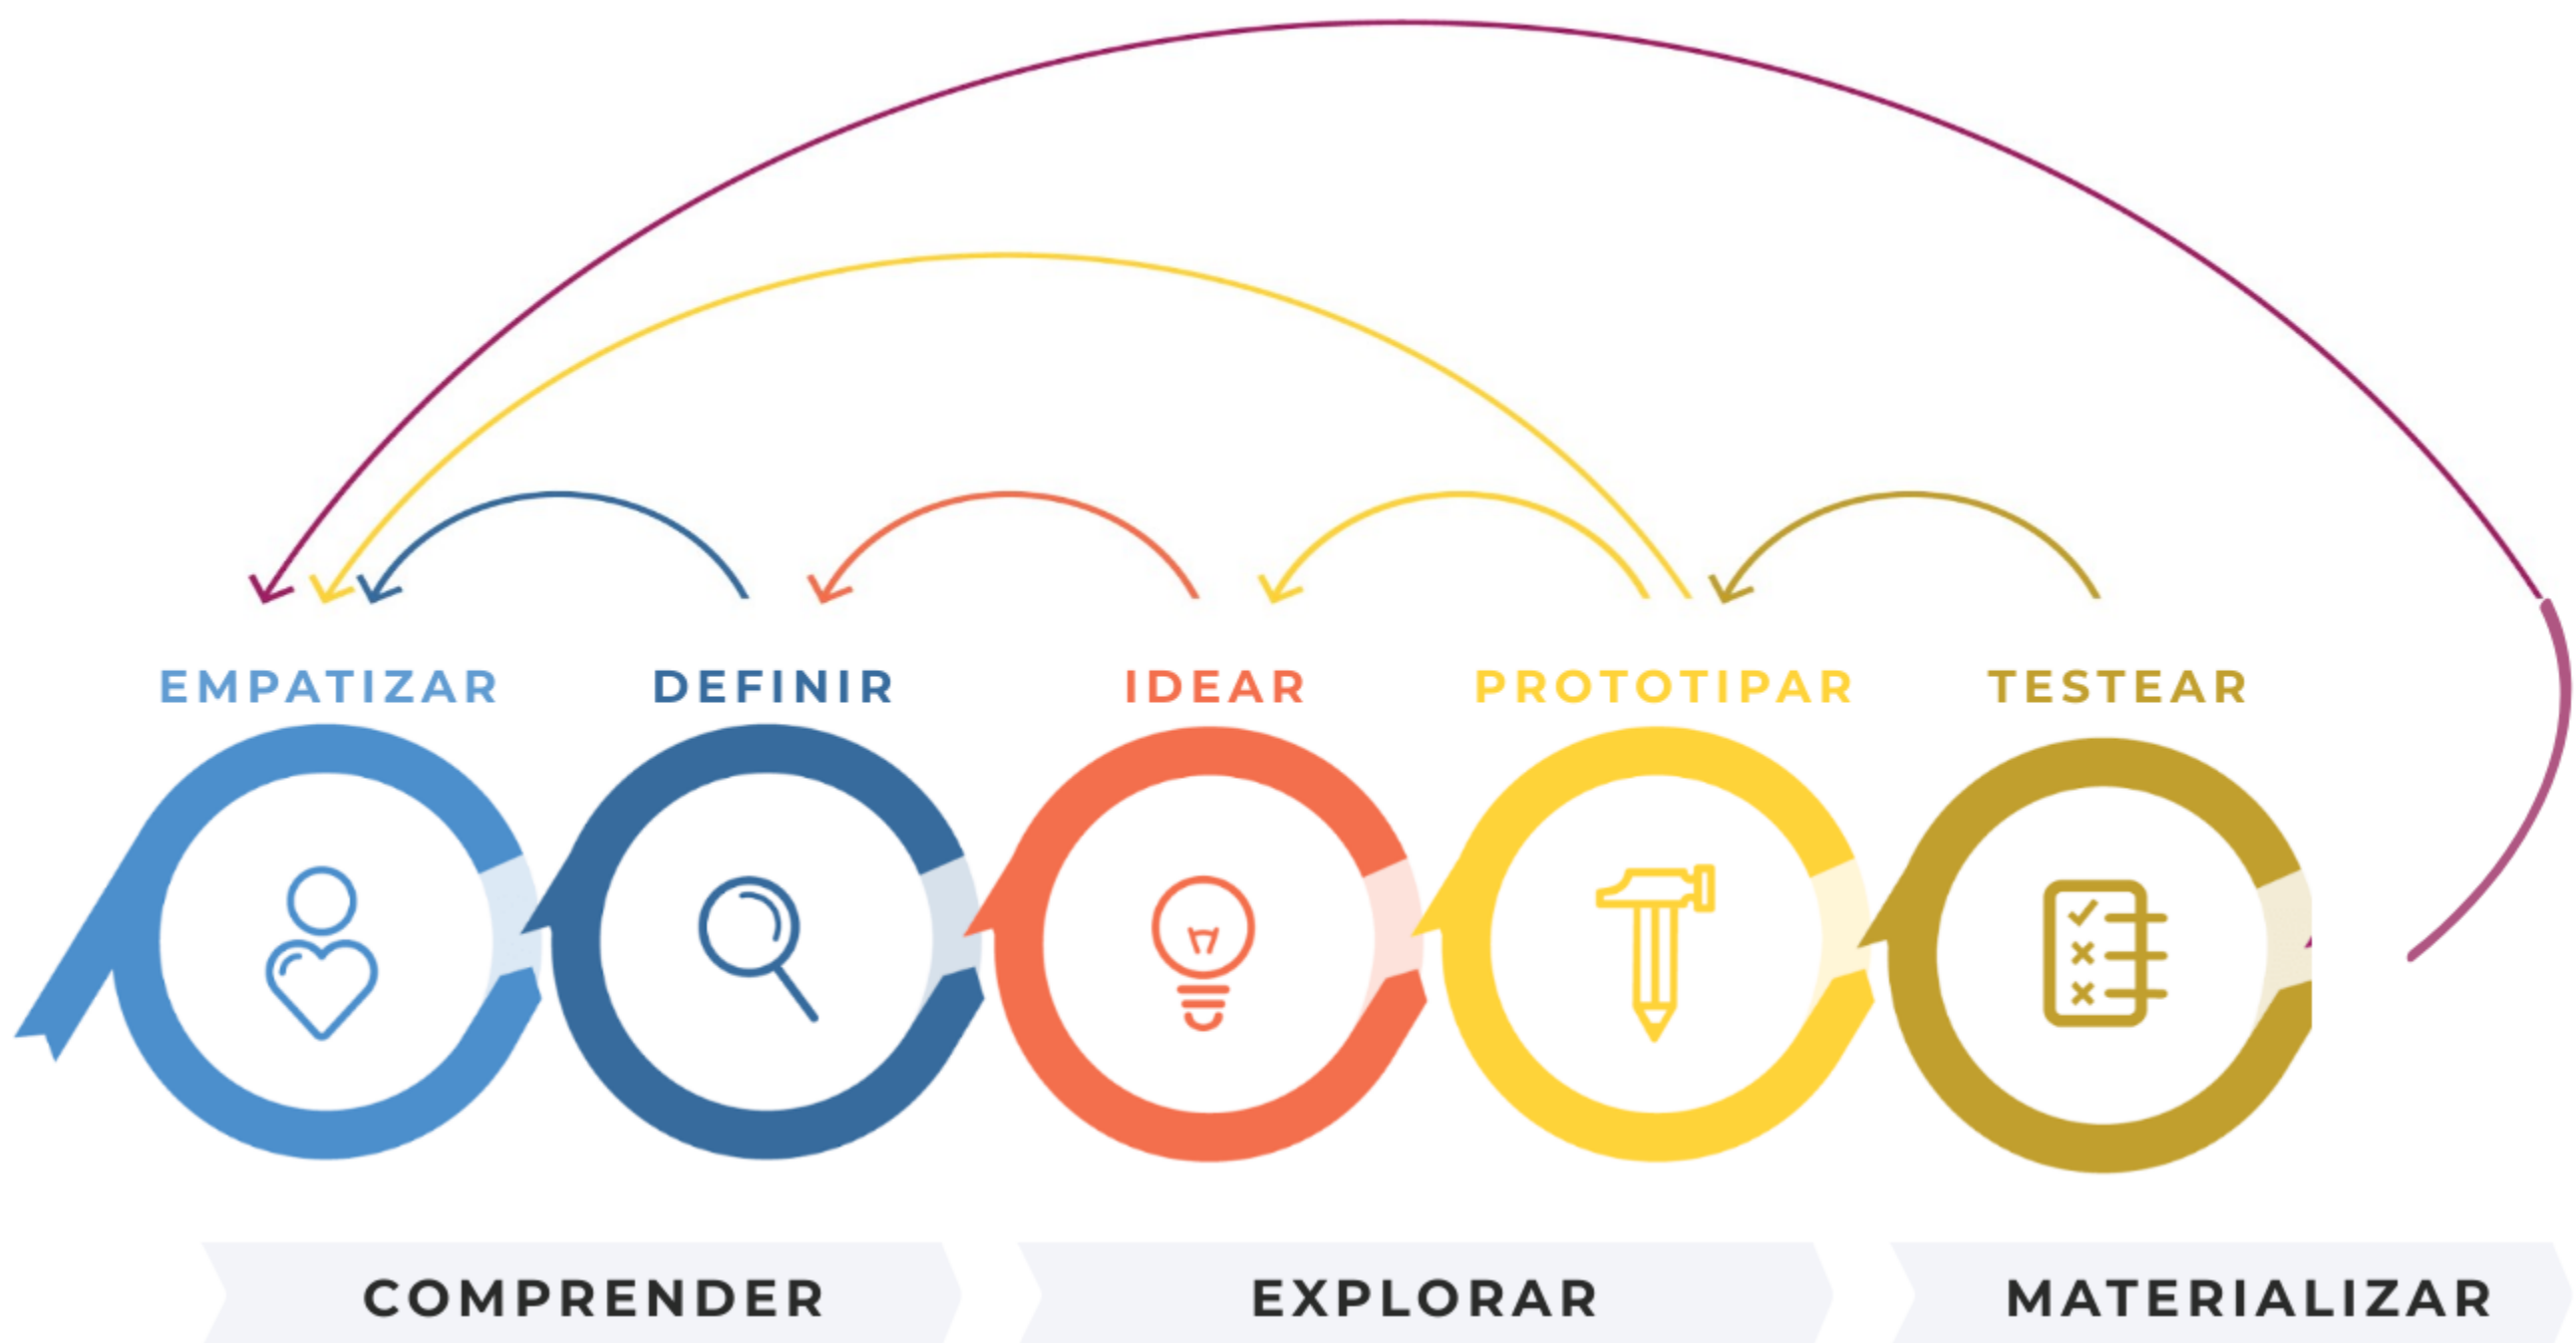 EMPATIZAR
DEFINIR
IDEAR
PROTOTIPAR
TESTEAR
COMPRENDER
EXPLORAR
MATERIALIZAR